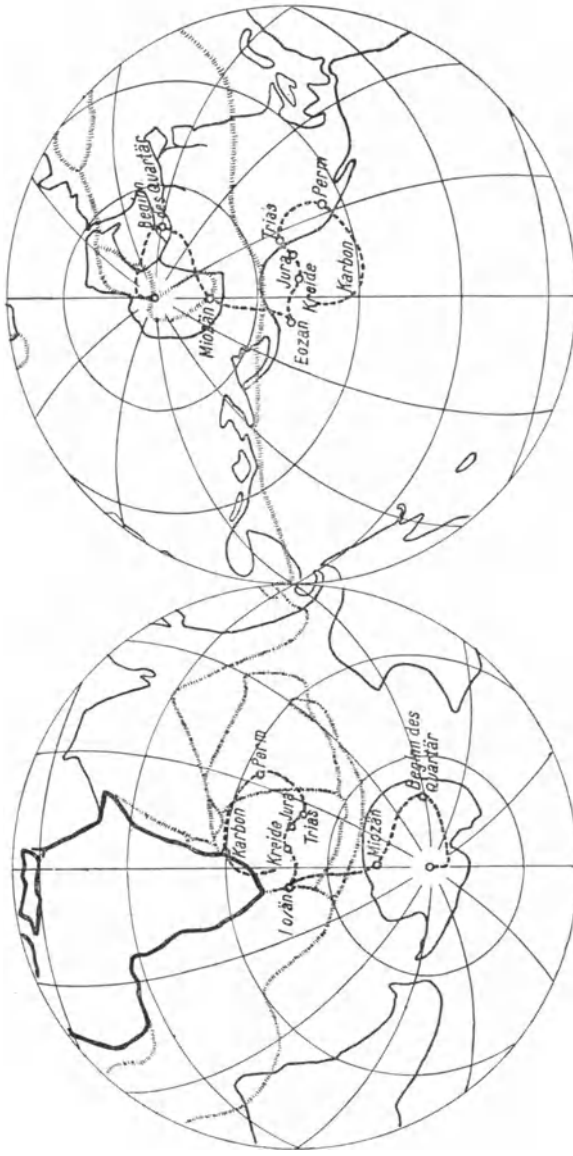 Perm
Karbon
Kreide
Jura
Trias
Eozän
Miozän
Beginn des
Quartär
Beginn
des Quartär
Miozän
Trias
Perm
Jura
Kreide
Eozän
Karbon